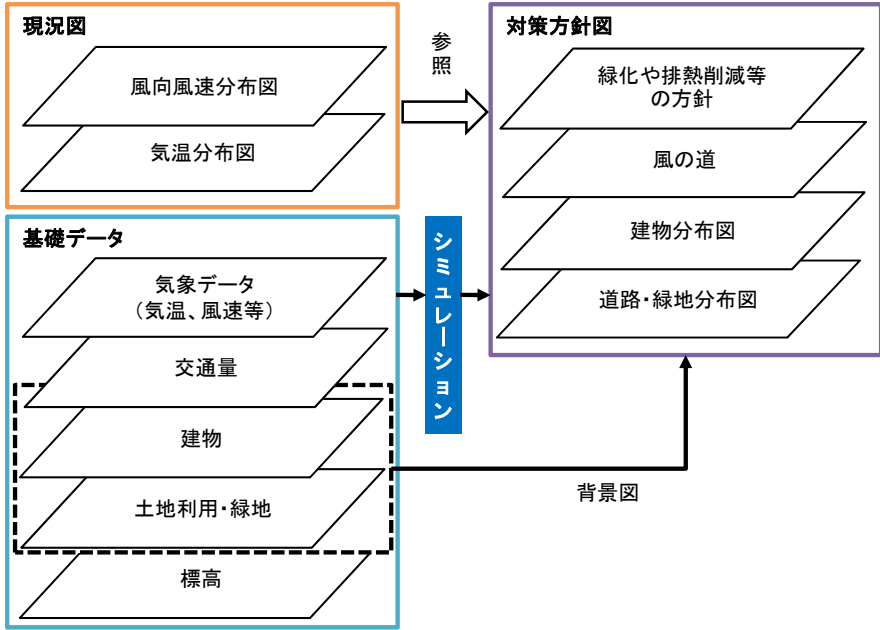 現況図
風向風速分布図
気温分布図
参照
対策方針図
緑化や排熱削減等
の方針
風の道
建物分布図
道路・緑地分布図
基礎データ
気象データ
（気温、風速等）
交通量
建物
土地利用・緑地
標高
シミュレーション
背景図